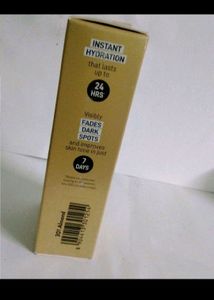 INSTANT
HYDRATION
that lasts
up to
24
HRS*
Visibly
FADES
DARK
SPOTS
and improves
skin tone in just
7
DAYS